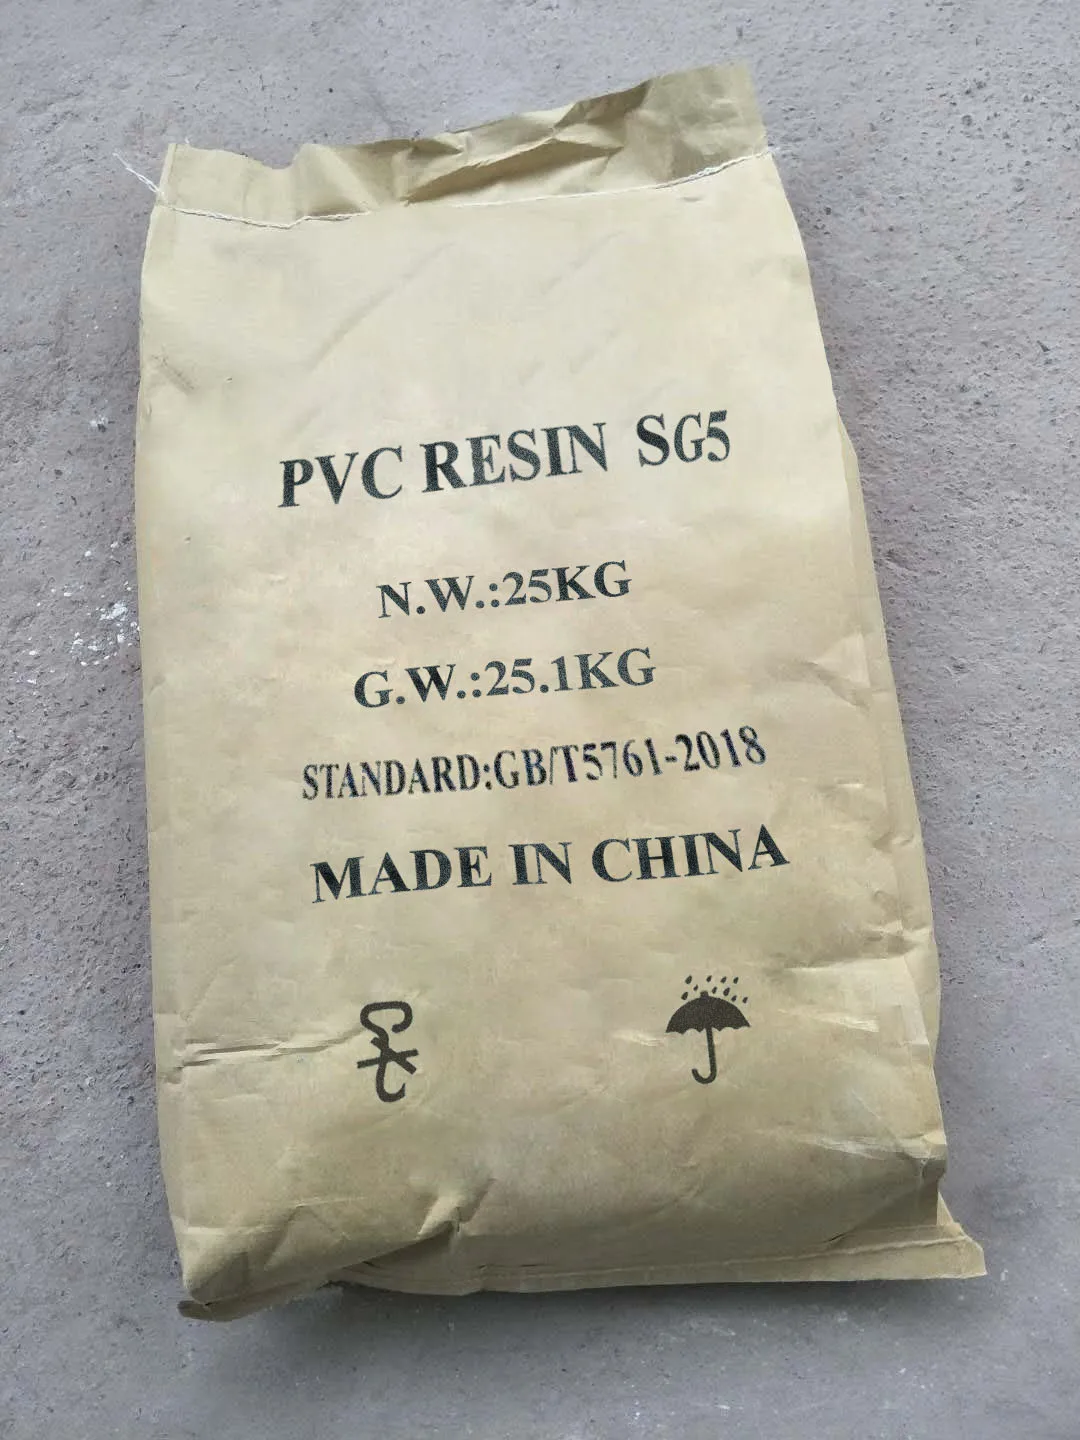 PVC RESIN SG5
N.W.:25KG
G.W.:25.1KG
STANDARD:GB/T5761-2018
MADE IN CHINA